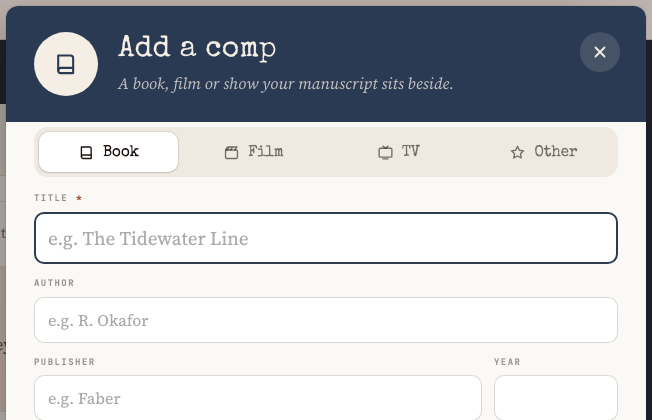 Add a comp
A book, film or show your manuscript sits beside.
Book Film TV Other
TITLE *
e.g. The Tidewater Line
AUTHOR
e.g. R. Okafor
PUBLISHER YEAR
e.g. Faber